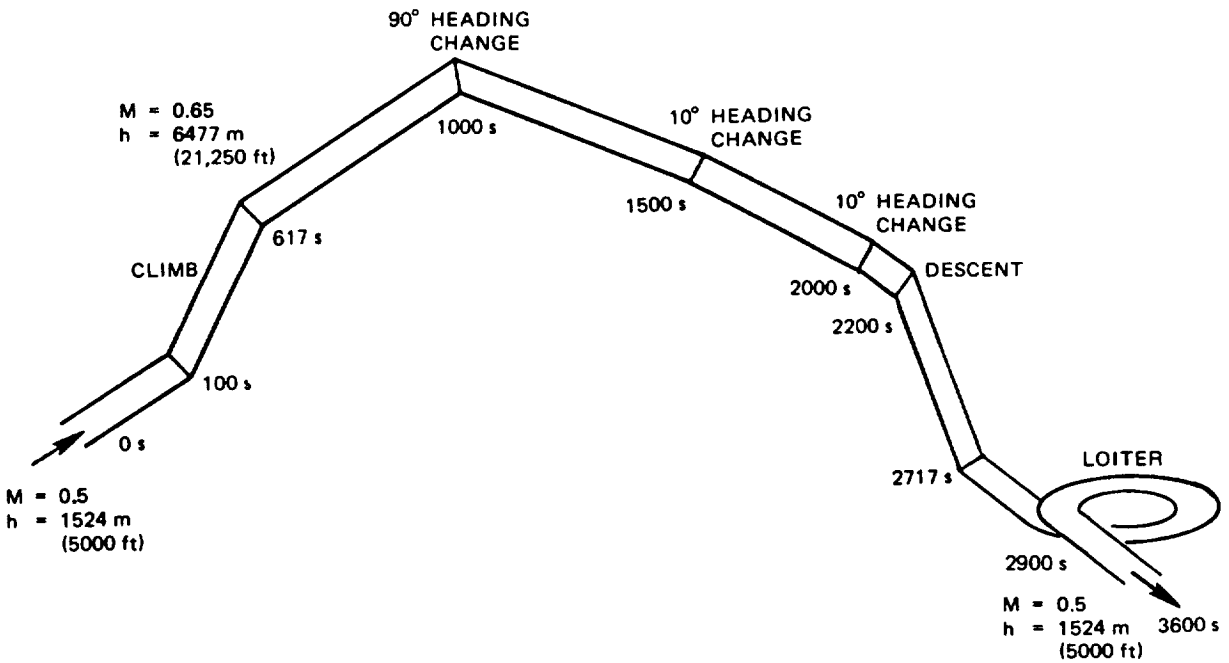 90° HEADING
CHANGE
M = 0.65
h = 6477 m
(21,250 ft)
1000 s
10° HEADING
CHANGE
1500 s
10° HEADING
CHANGE
617 s
CLIMB
2000 s
DESCENT
2200 s
100 s
0 s
M = 0.5
h = 1524 m
(5000 ft)
2717 s
LOITER
2900 s
M = 0.5
h = 1524 m
(5000 ft)
3600 s